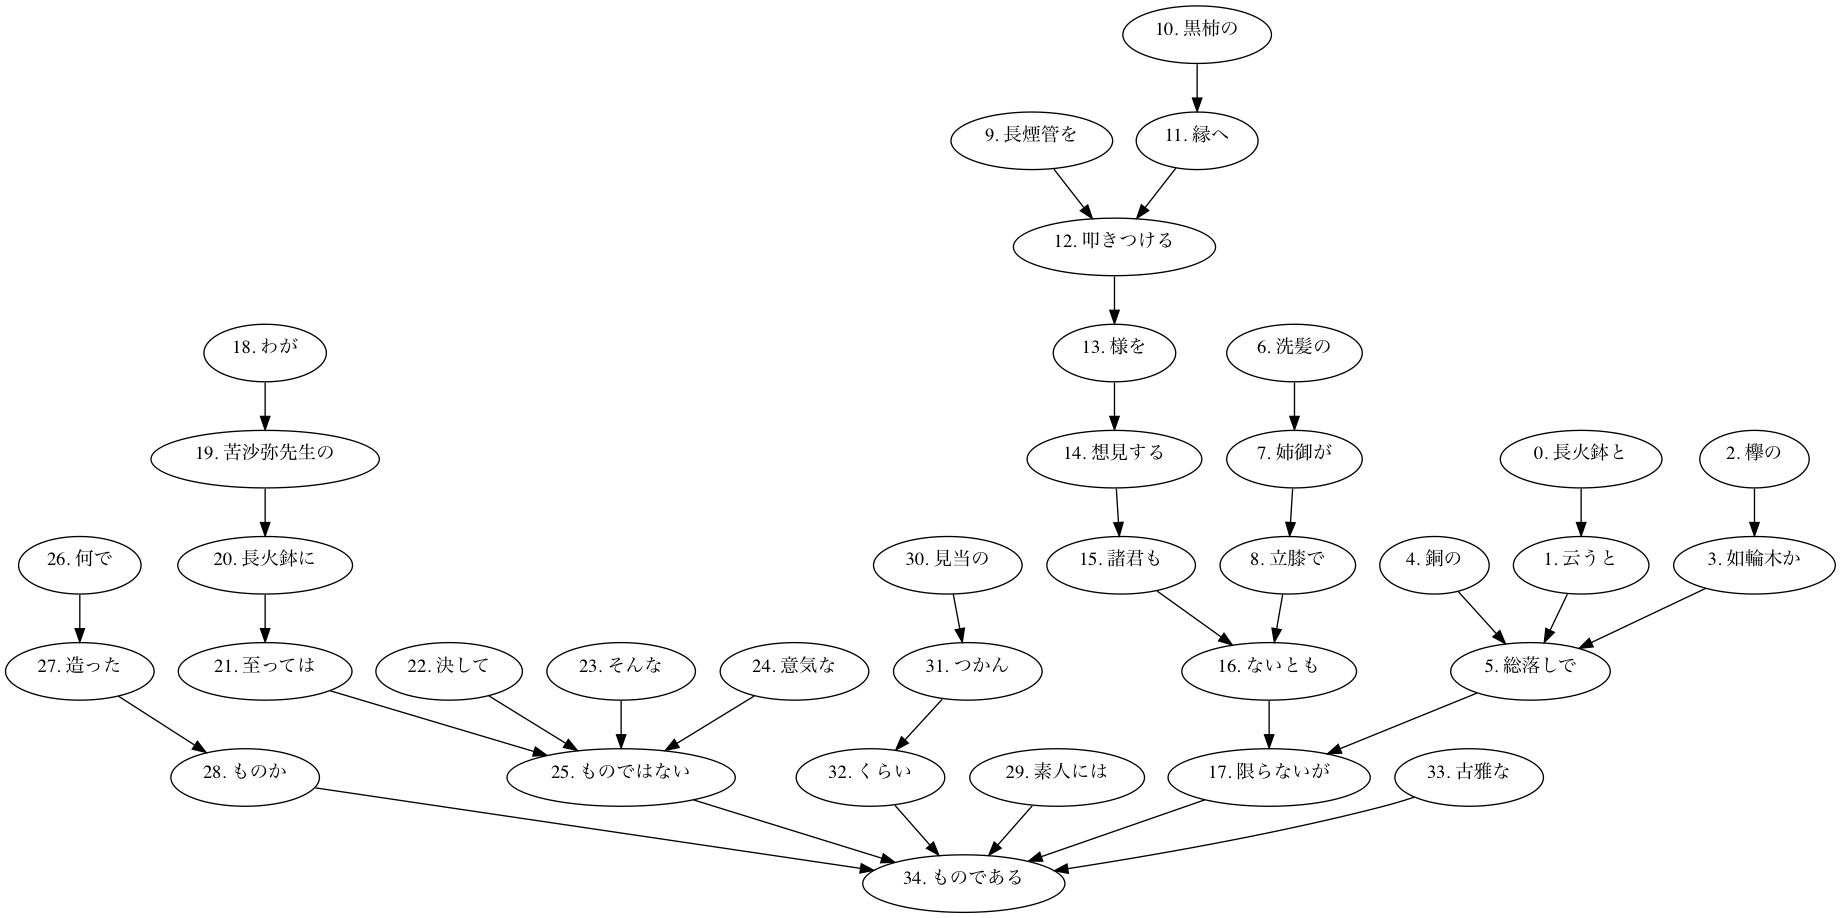 10. 黒柿の
9. 長煙管を
11. 縁へ
12. 叩きつける
18. わが
13. 様を
6. 洗髪の
19. 苦沙弥先生の
14. 想見する
7. 姉御が
0. 長火鉢と
2. 欅の
26. 何で
20. 長火鉢に
30. 見当の
15. 諸君も
8. 立膝で
4. 銅の
1. 云うと
3. 如輪木か
27. 造った
21. 至っては
22. 決して
23. そんな
24. 意気な
31. つかん
16. ないとも
5. 総落しで
28. ものか
25. ものではない
32. くらい
29. 素人には
17. 限らないが
33. 古雅な
34. ものである